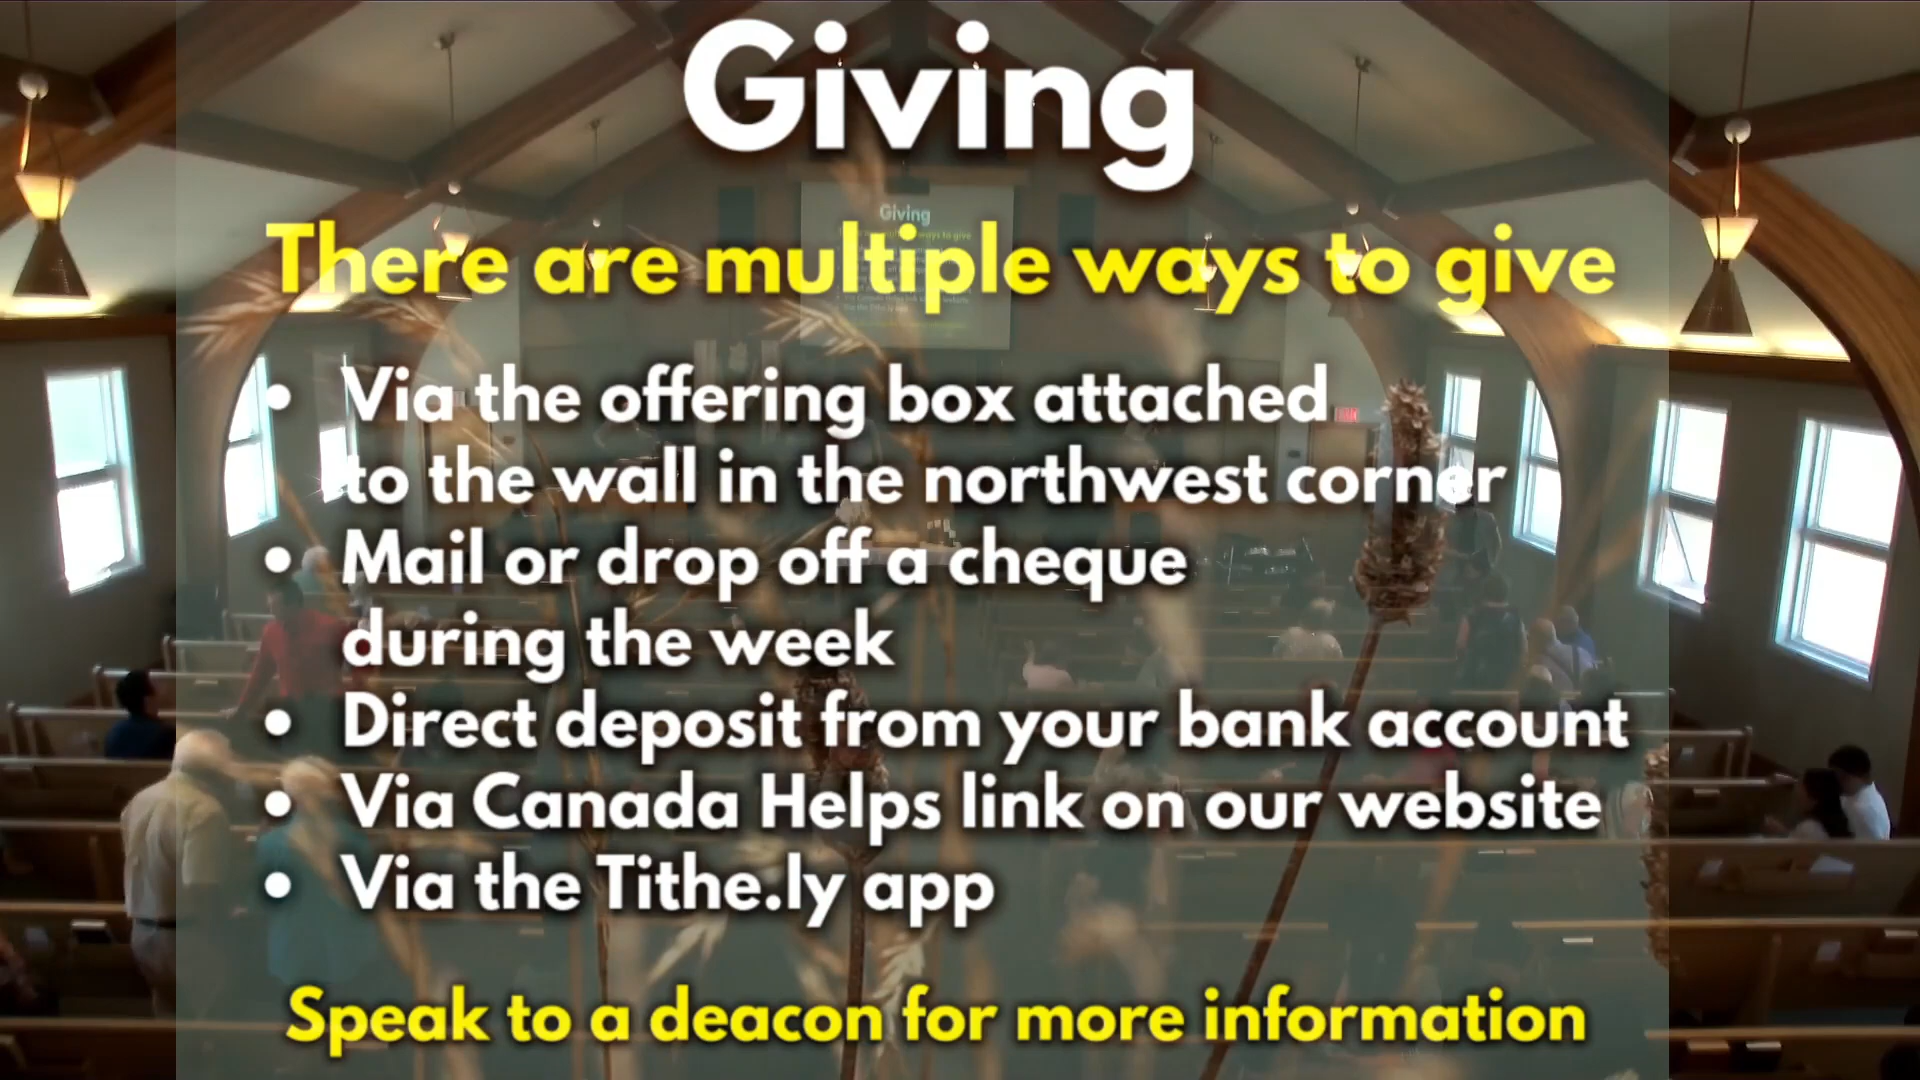 Giving
There are multiple ways to give
• Via the offering box attached
to the wall in the northwest corner
• Mail or drop off a cheque
during the week
• Direct deposit from your bank account
• Via Canada Helps link on our website
• Via the Tithe.ly app
Speak to a deacon for more information
Giving